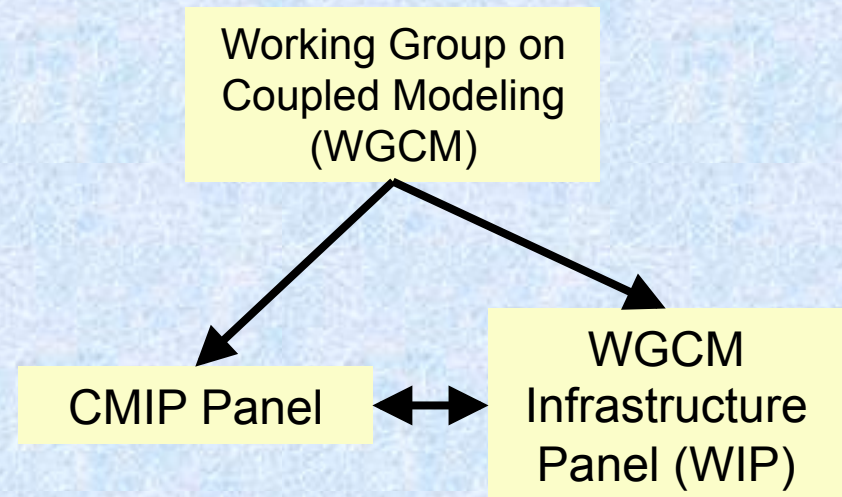 Working Group on
Coupled Modeling
(WGCM)
CMIP Panel
WGCM
Infrastructure
Panel (WIP)